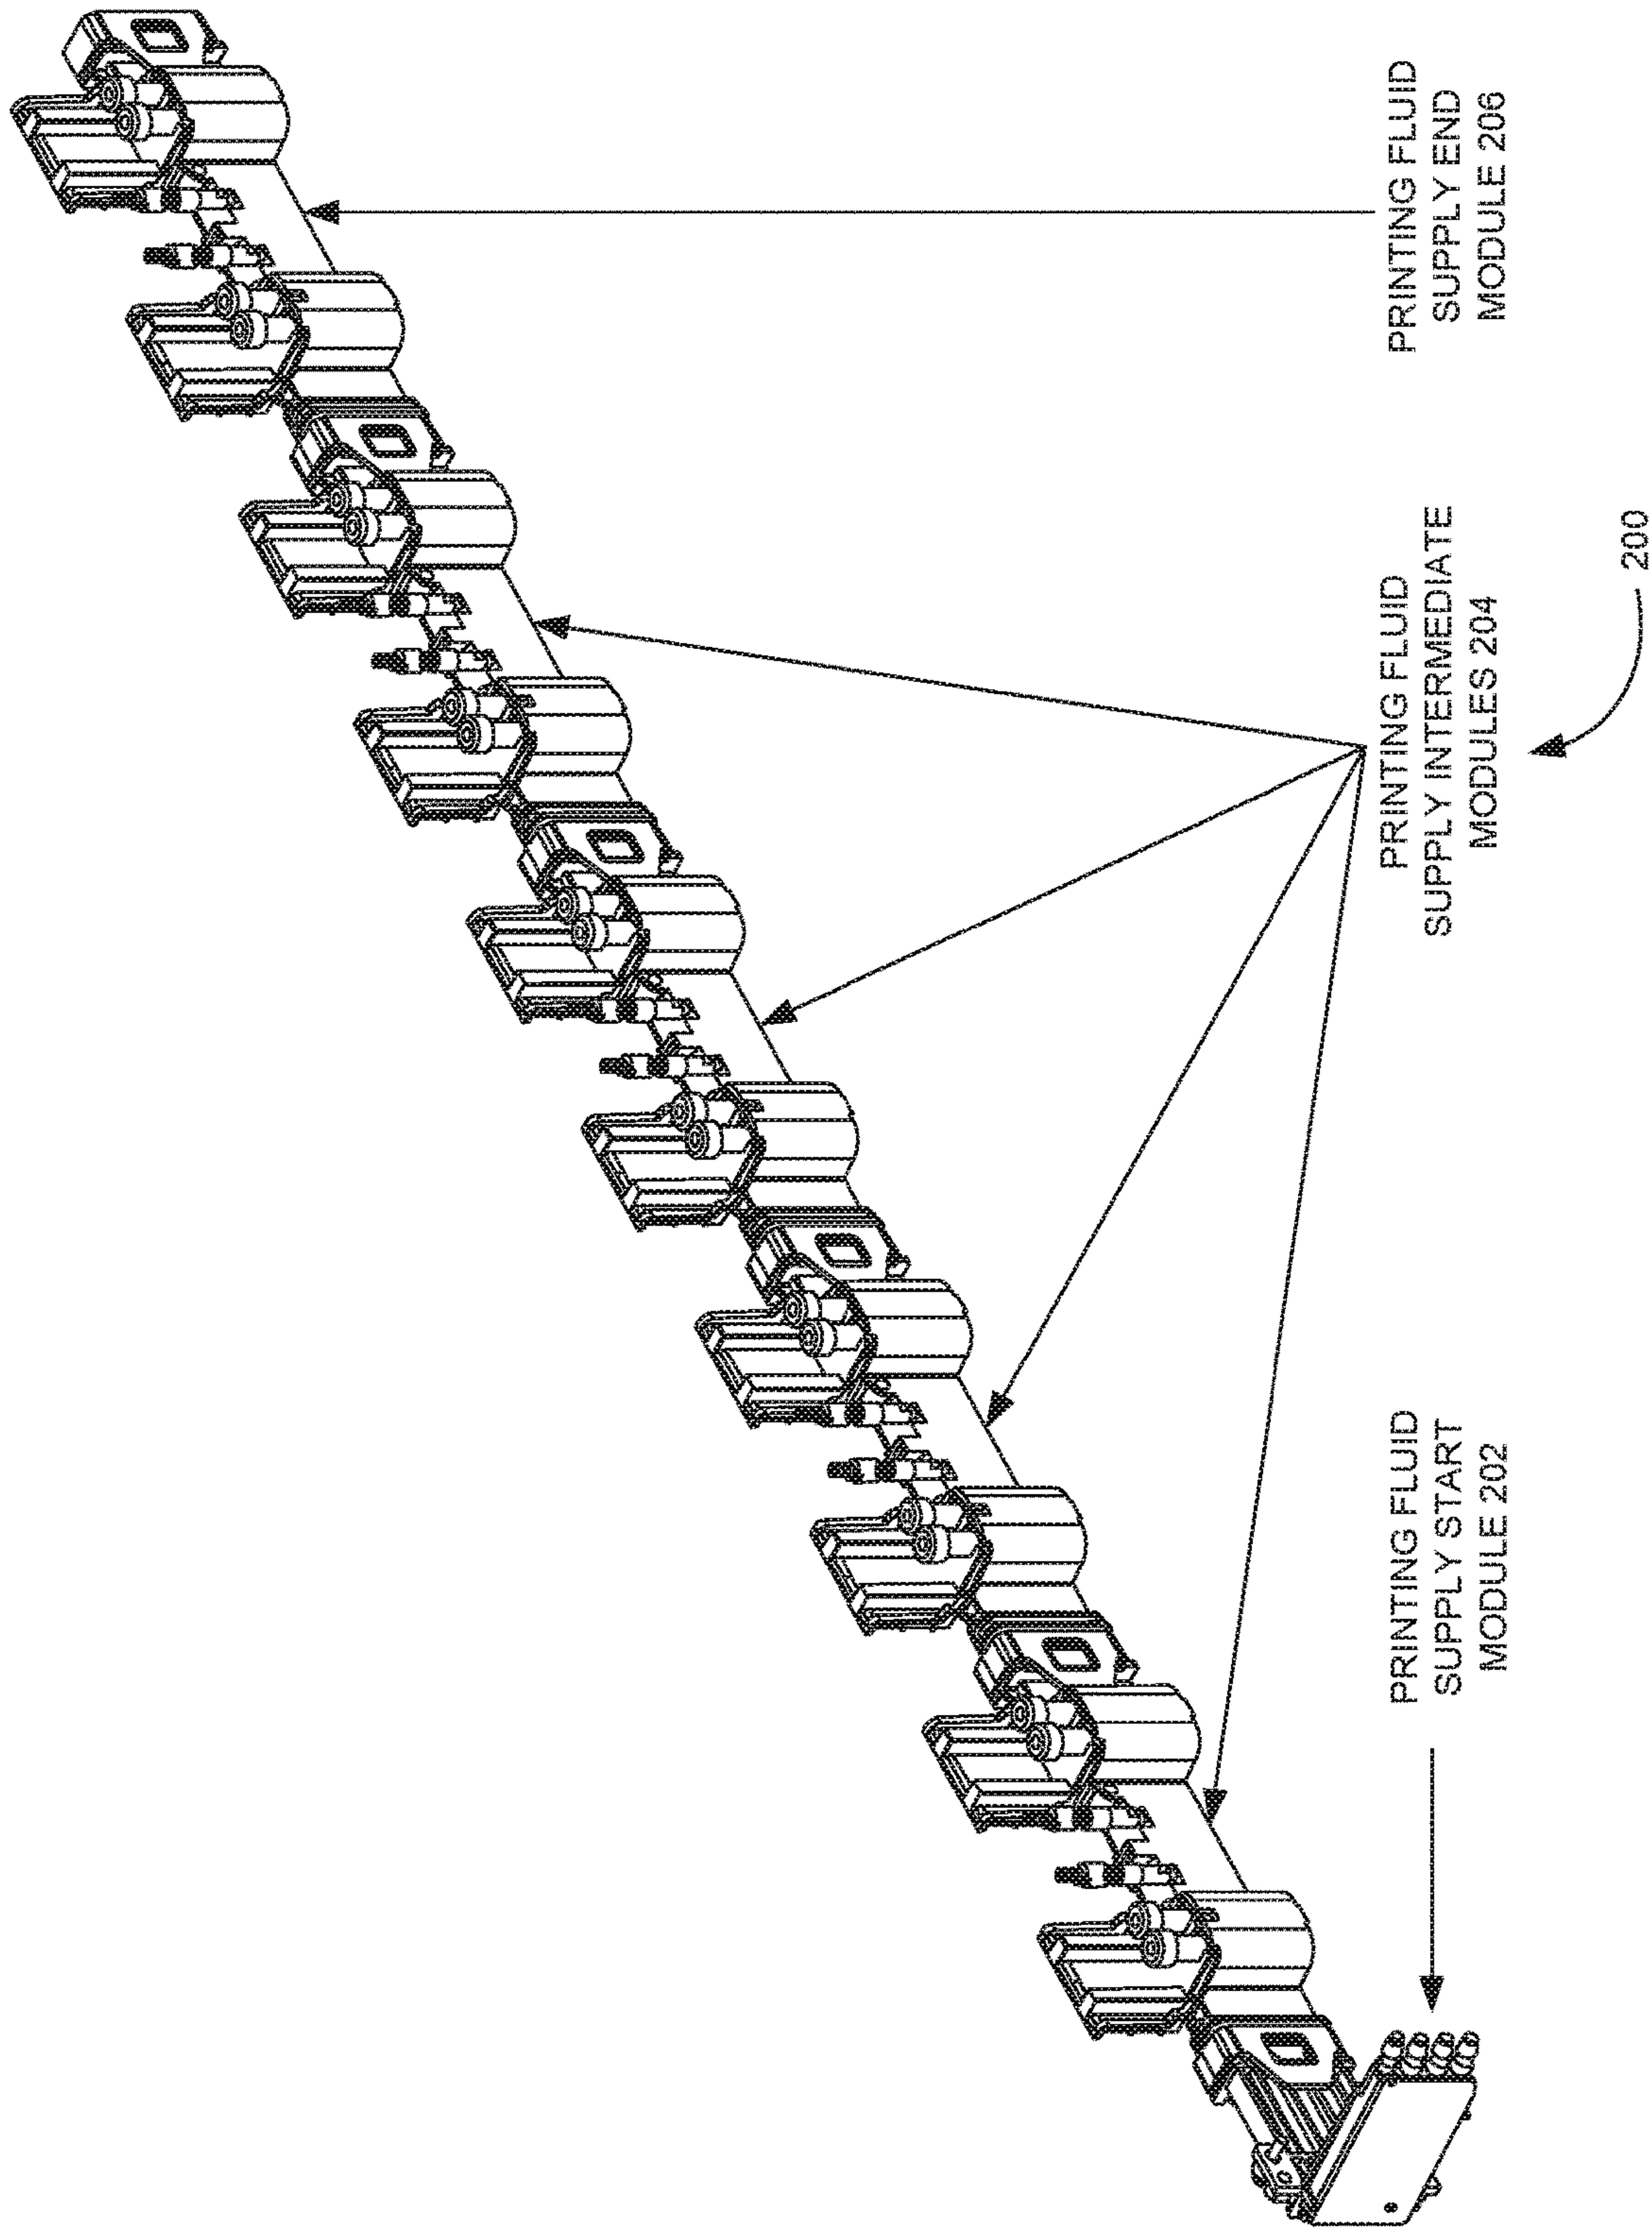 PRINTING FLUID
SUPPLY START
MODULE 202
PRINTING FLUID
SUPPLY INTERMEDIATE
MODULES 204
PRINTING FLUID
SUPPLY END
MODULE 206
200